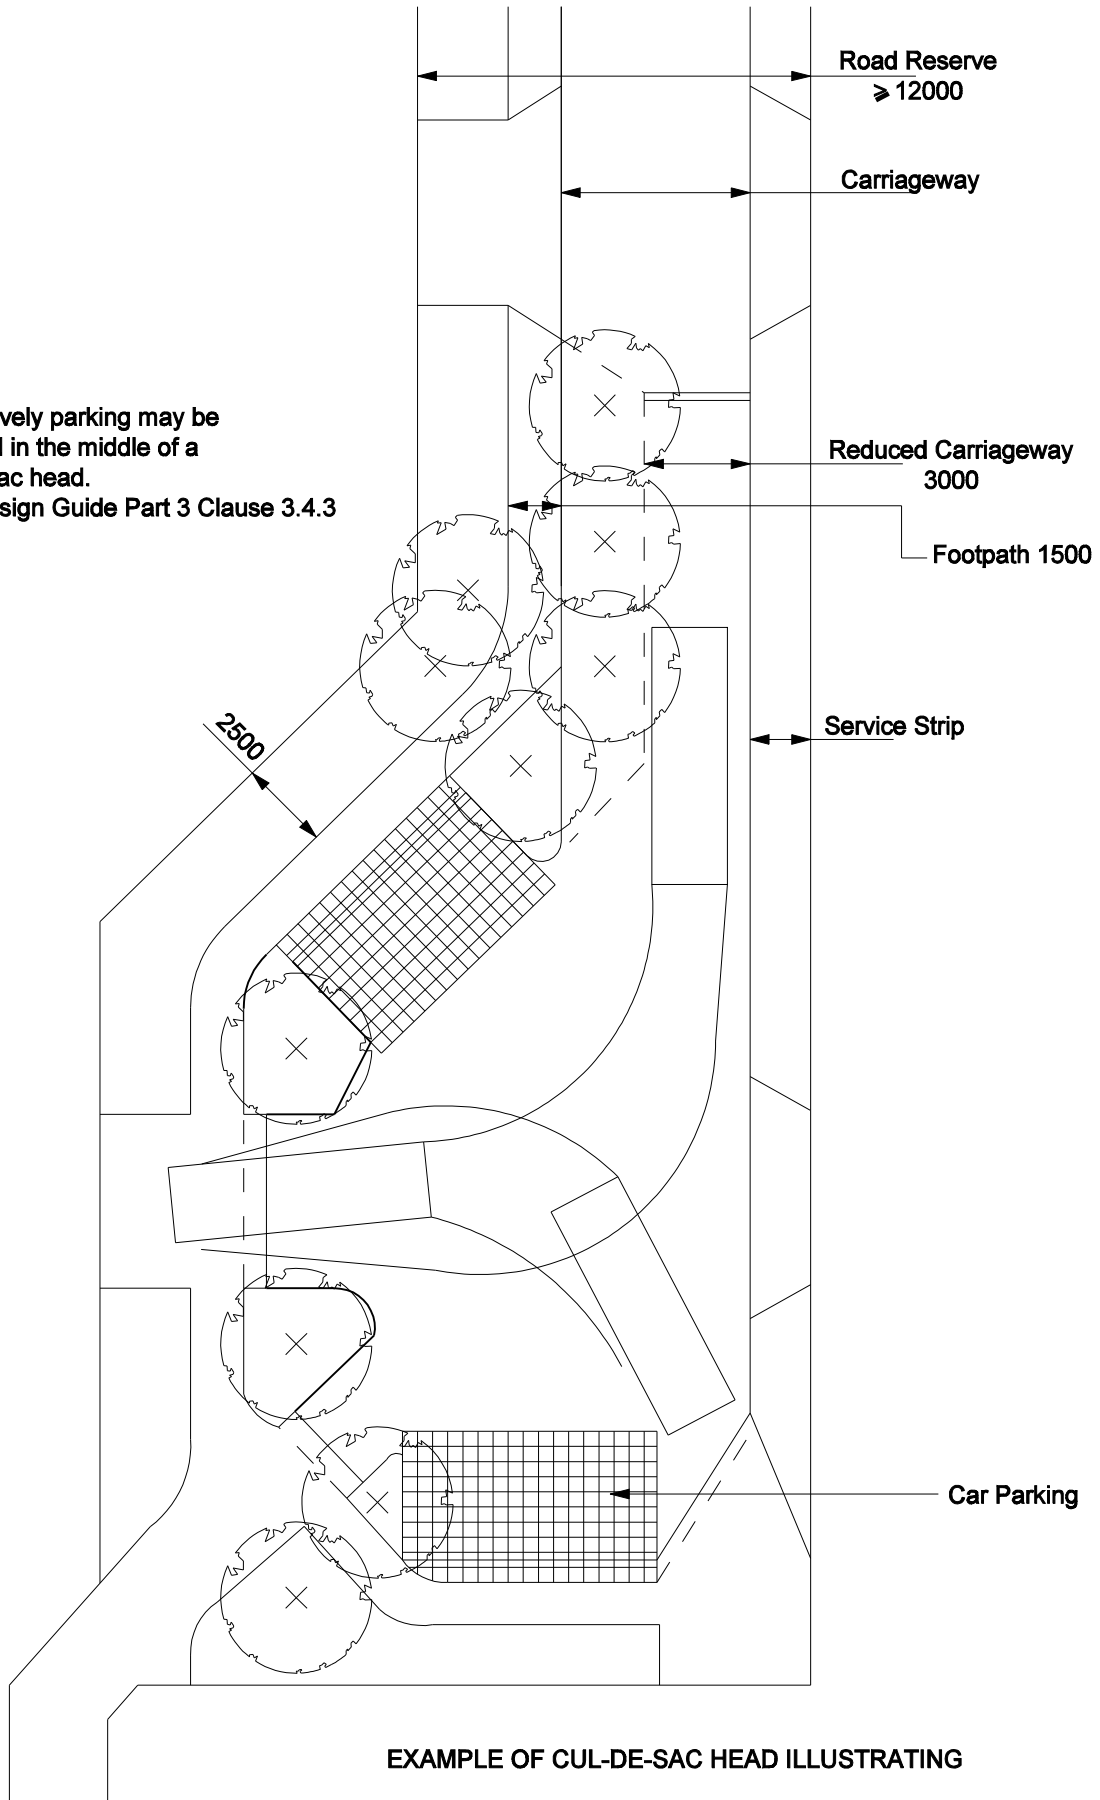 Road Reserve
⩾ 12000
Carriageway
vely parking may be
in the middle of a
ac head.
sign Guide Part 3 Clause 3.4.3
Reduced Carriageway
3000
Footpath 1500
2500
Service Strip
Car Parking
EXAMPLE OF CUL-DE-SAC HEAD ILLUSTRATING